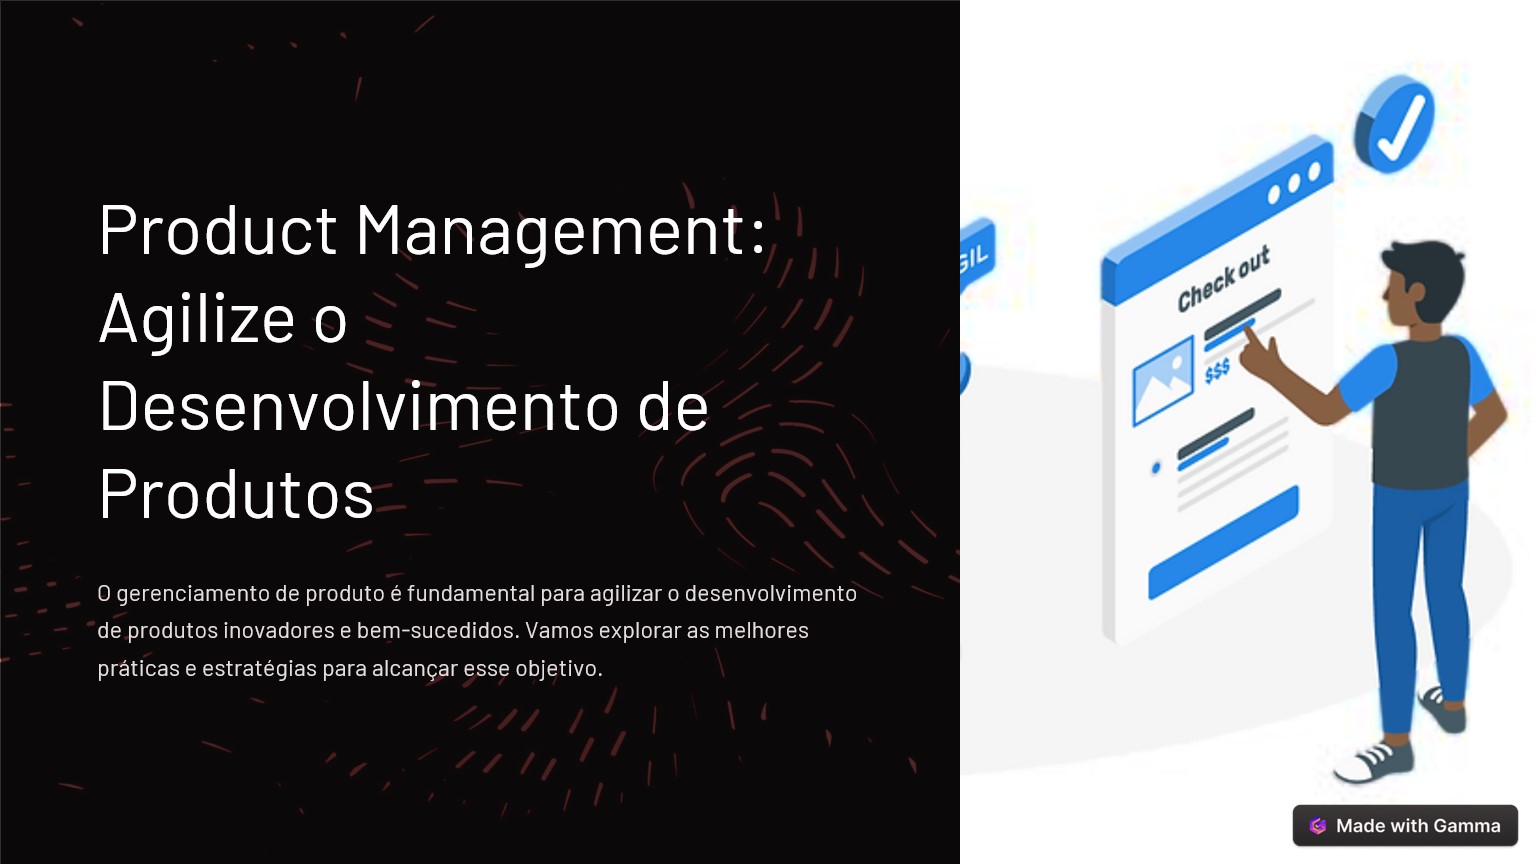 Product Management:
Agilize o
Desenvolvimento de
Produtos
O gerenciamento de produto é fundamental para agilizar o desenvolvimento
de produtos inovadores e bem-sucedidos. Vamos explorar as melhores
práticas e estratégias para alcançar esse objetivo.
Check out
$$$
Made with Gamma